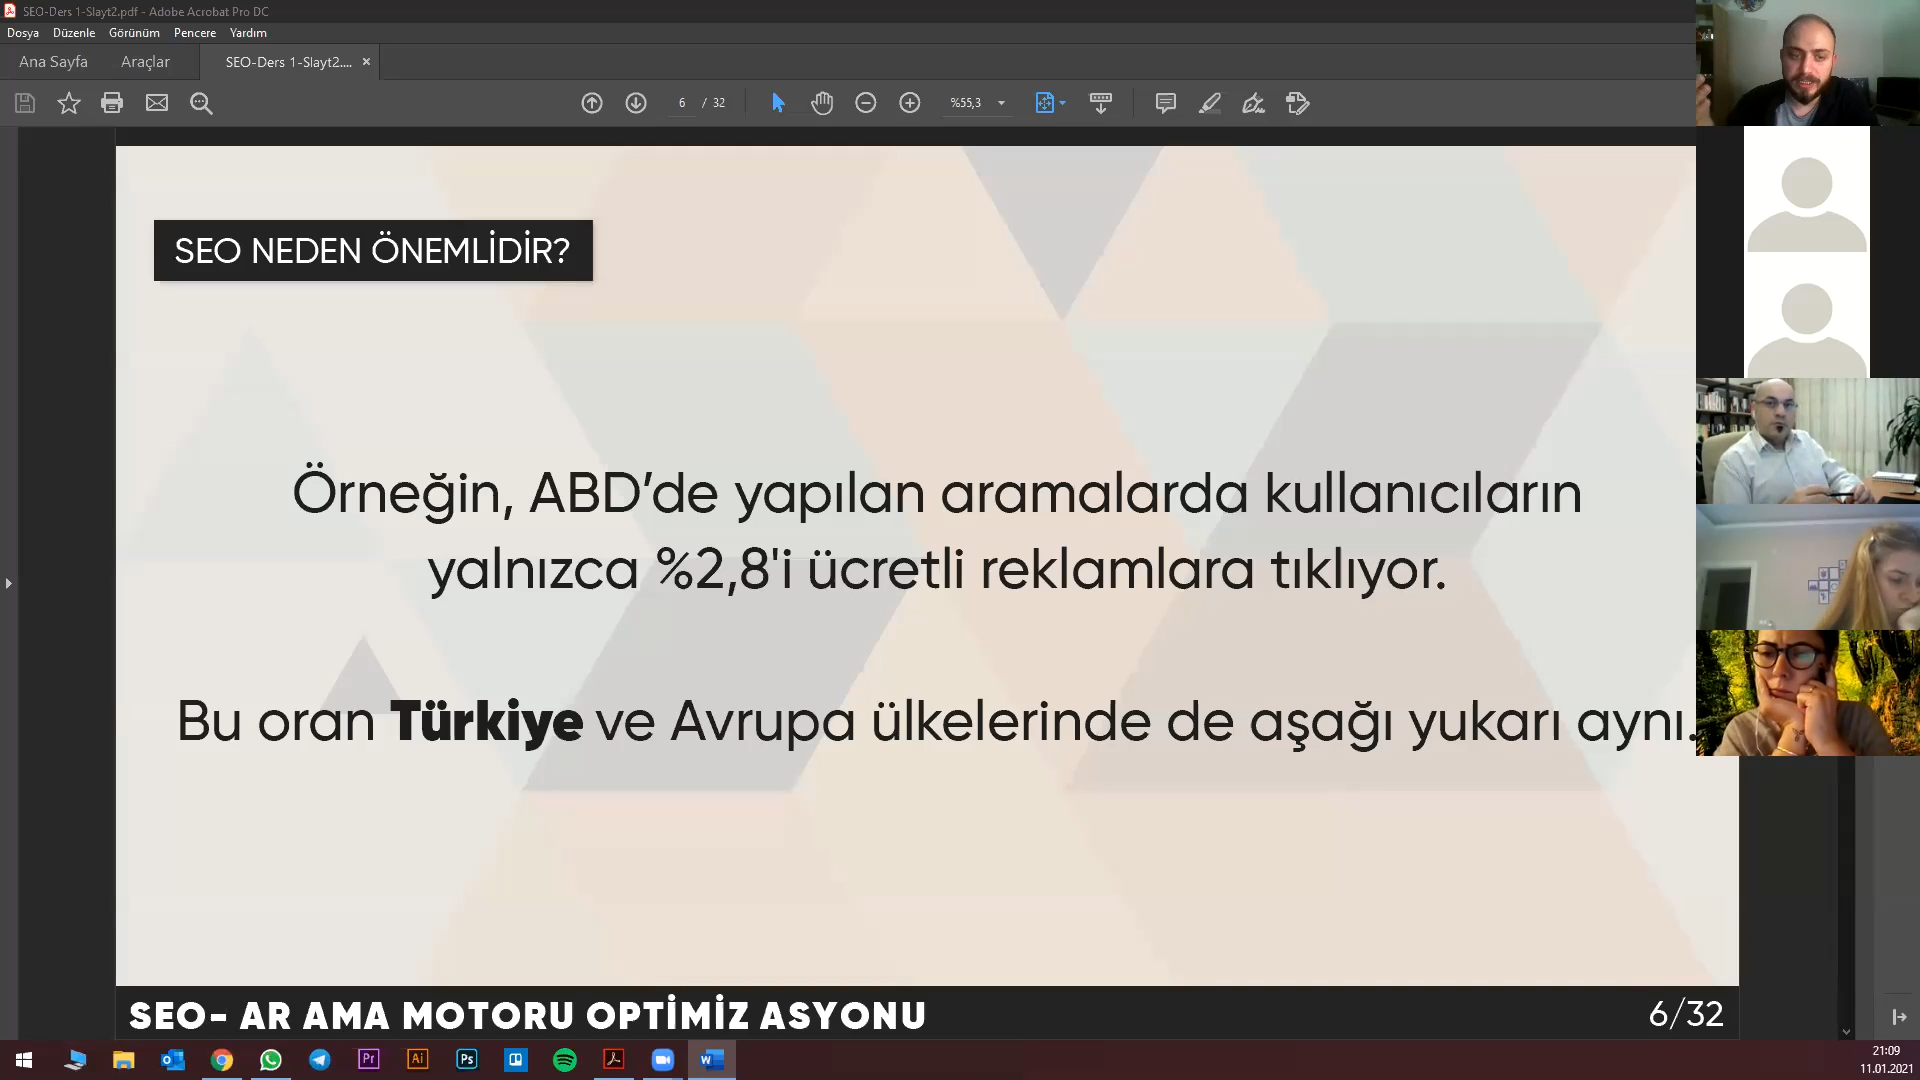 SEO-Ders 1-Slayt2.pdf - Adobe Acrobat Pro DC
Dosya Düzenle Görünüm Pencere Yardım
Ana Sayfa Araçlar SEO-Ders 1-Slayt2.... ×
6 / 32 %55,3
SEO NEDEN ÖNEMLİDİR?
Örneğin, ABD’de yapılan aramalarda kullanıcıların
yalnızca %2,8'i ücretli reklamlara tıklıyor.
Bu oran Türkiye ve Avrupa ülkelerinde de aşağı yukarı aynı.
SEO- AR AMA MOTORU OPTİMİZ ASYONU 6/32
Pr Ai Ps
21:09
11.01.2021